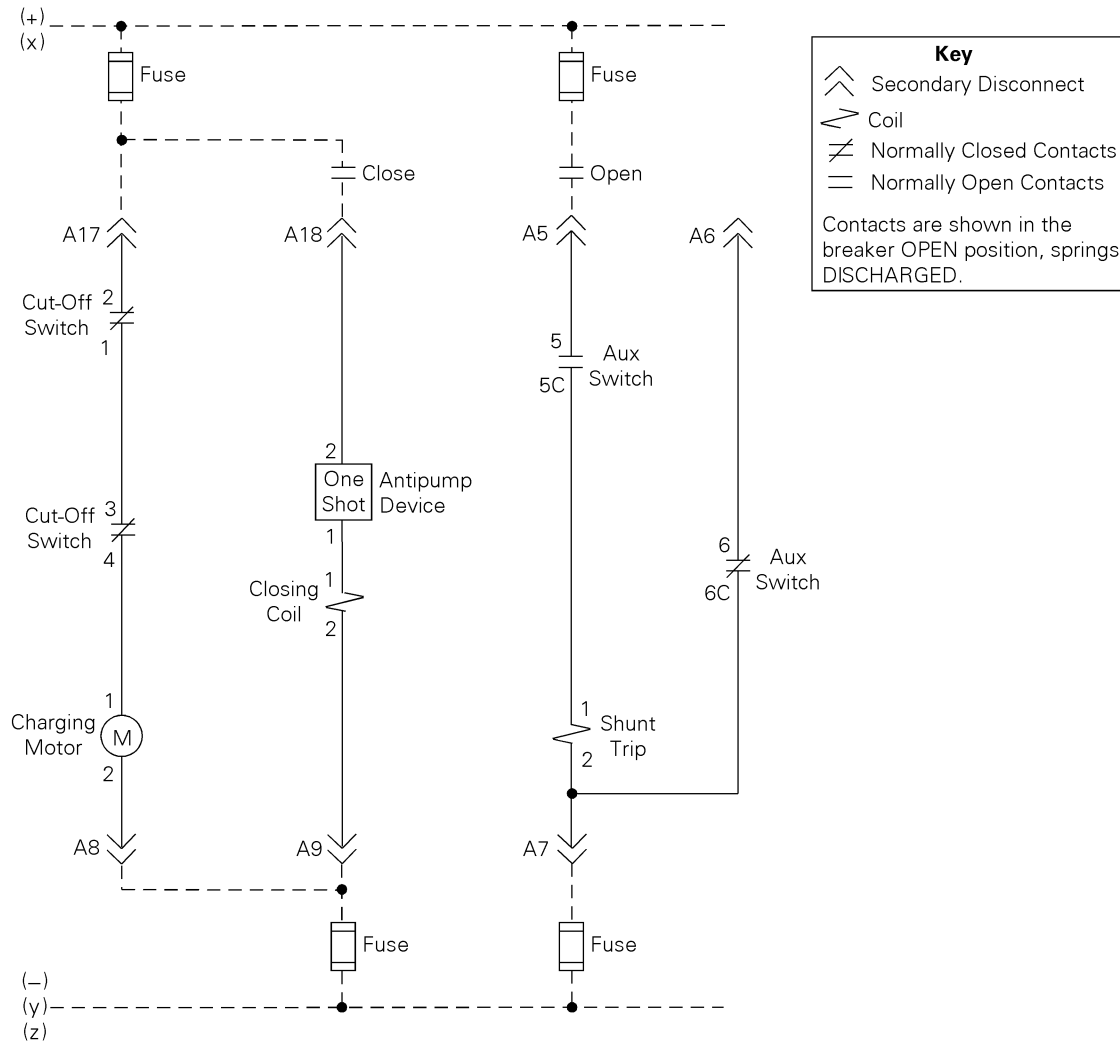 (+)
(x)
Fuse
Fuse
Close
Open
A17
A18
A5
A6
Key
Secondary Disconnect
Coil
Normally Closed Contacts
Normally Open Contacts
Contacts are shown in the
breaker OPEN position, springs
DISCHARGED.
Cut-Off
Switch
2
1
5
5C
Aux
Switch
2
One
Shot
Antipump
Device
1
Cut-Off
Switch
3
4
Closing
Coil
1
2
6
6C
Aux
Switch
Charging
Motor
1
M
2
1
2
Shunt
Trip
A8
A9
A7
Fuse
Fuse
(–)
(y)
(z)